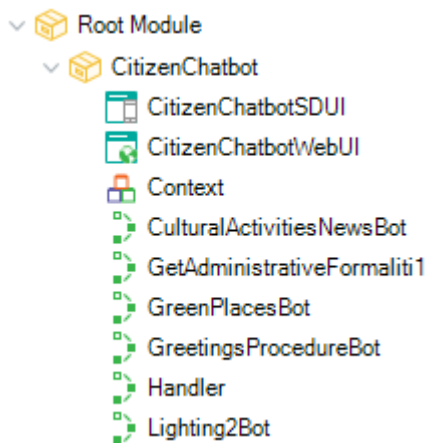 Root Module
CitizenChatbot
CitizenChatbotSDUI
CitizenChatbotWebUI
Context
CulturalActivitiesNewsBot
GetAdministrativeFormaliti1
GreenPlacesBot
GreetingsProcedureBot
Handler
Lighting2Bot